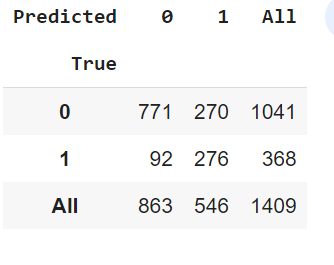 Predicted 0 1 All
True
0 771 270 1041
1 92 276 368
All 863 546 1409